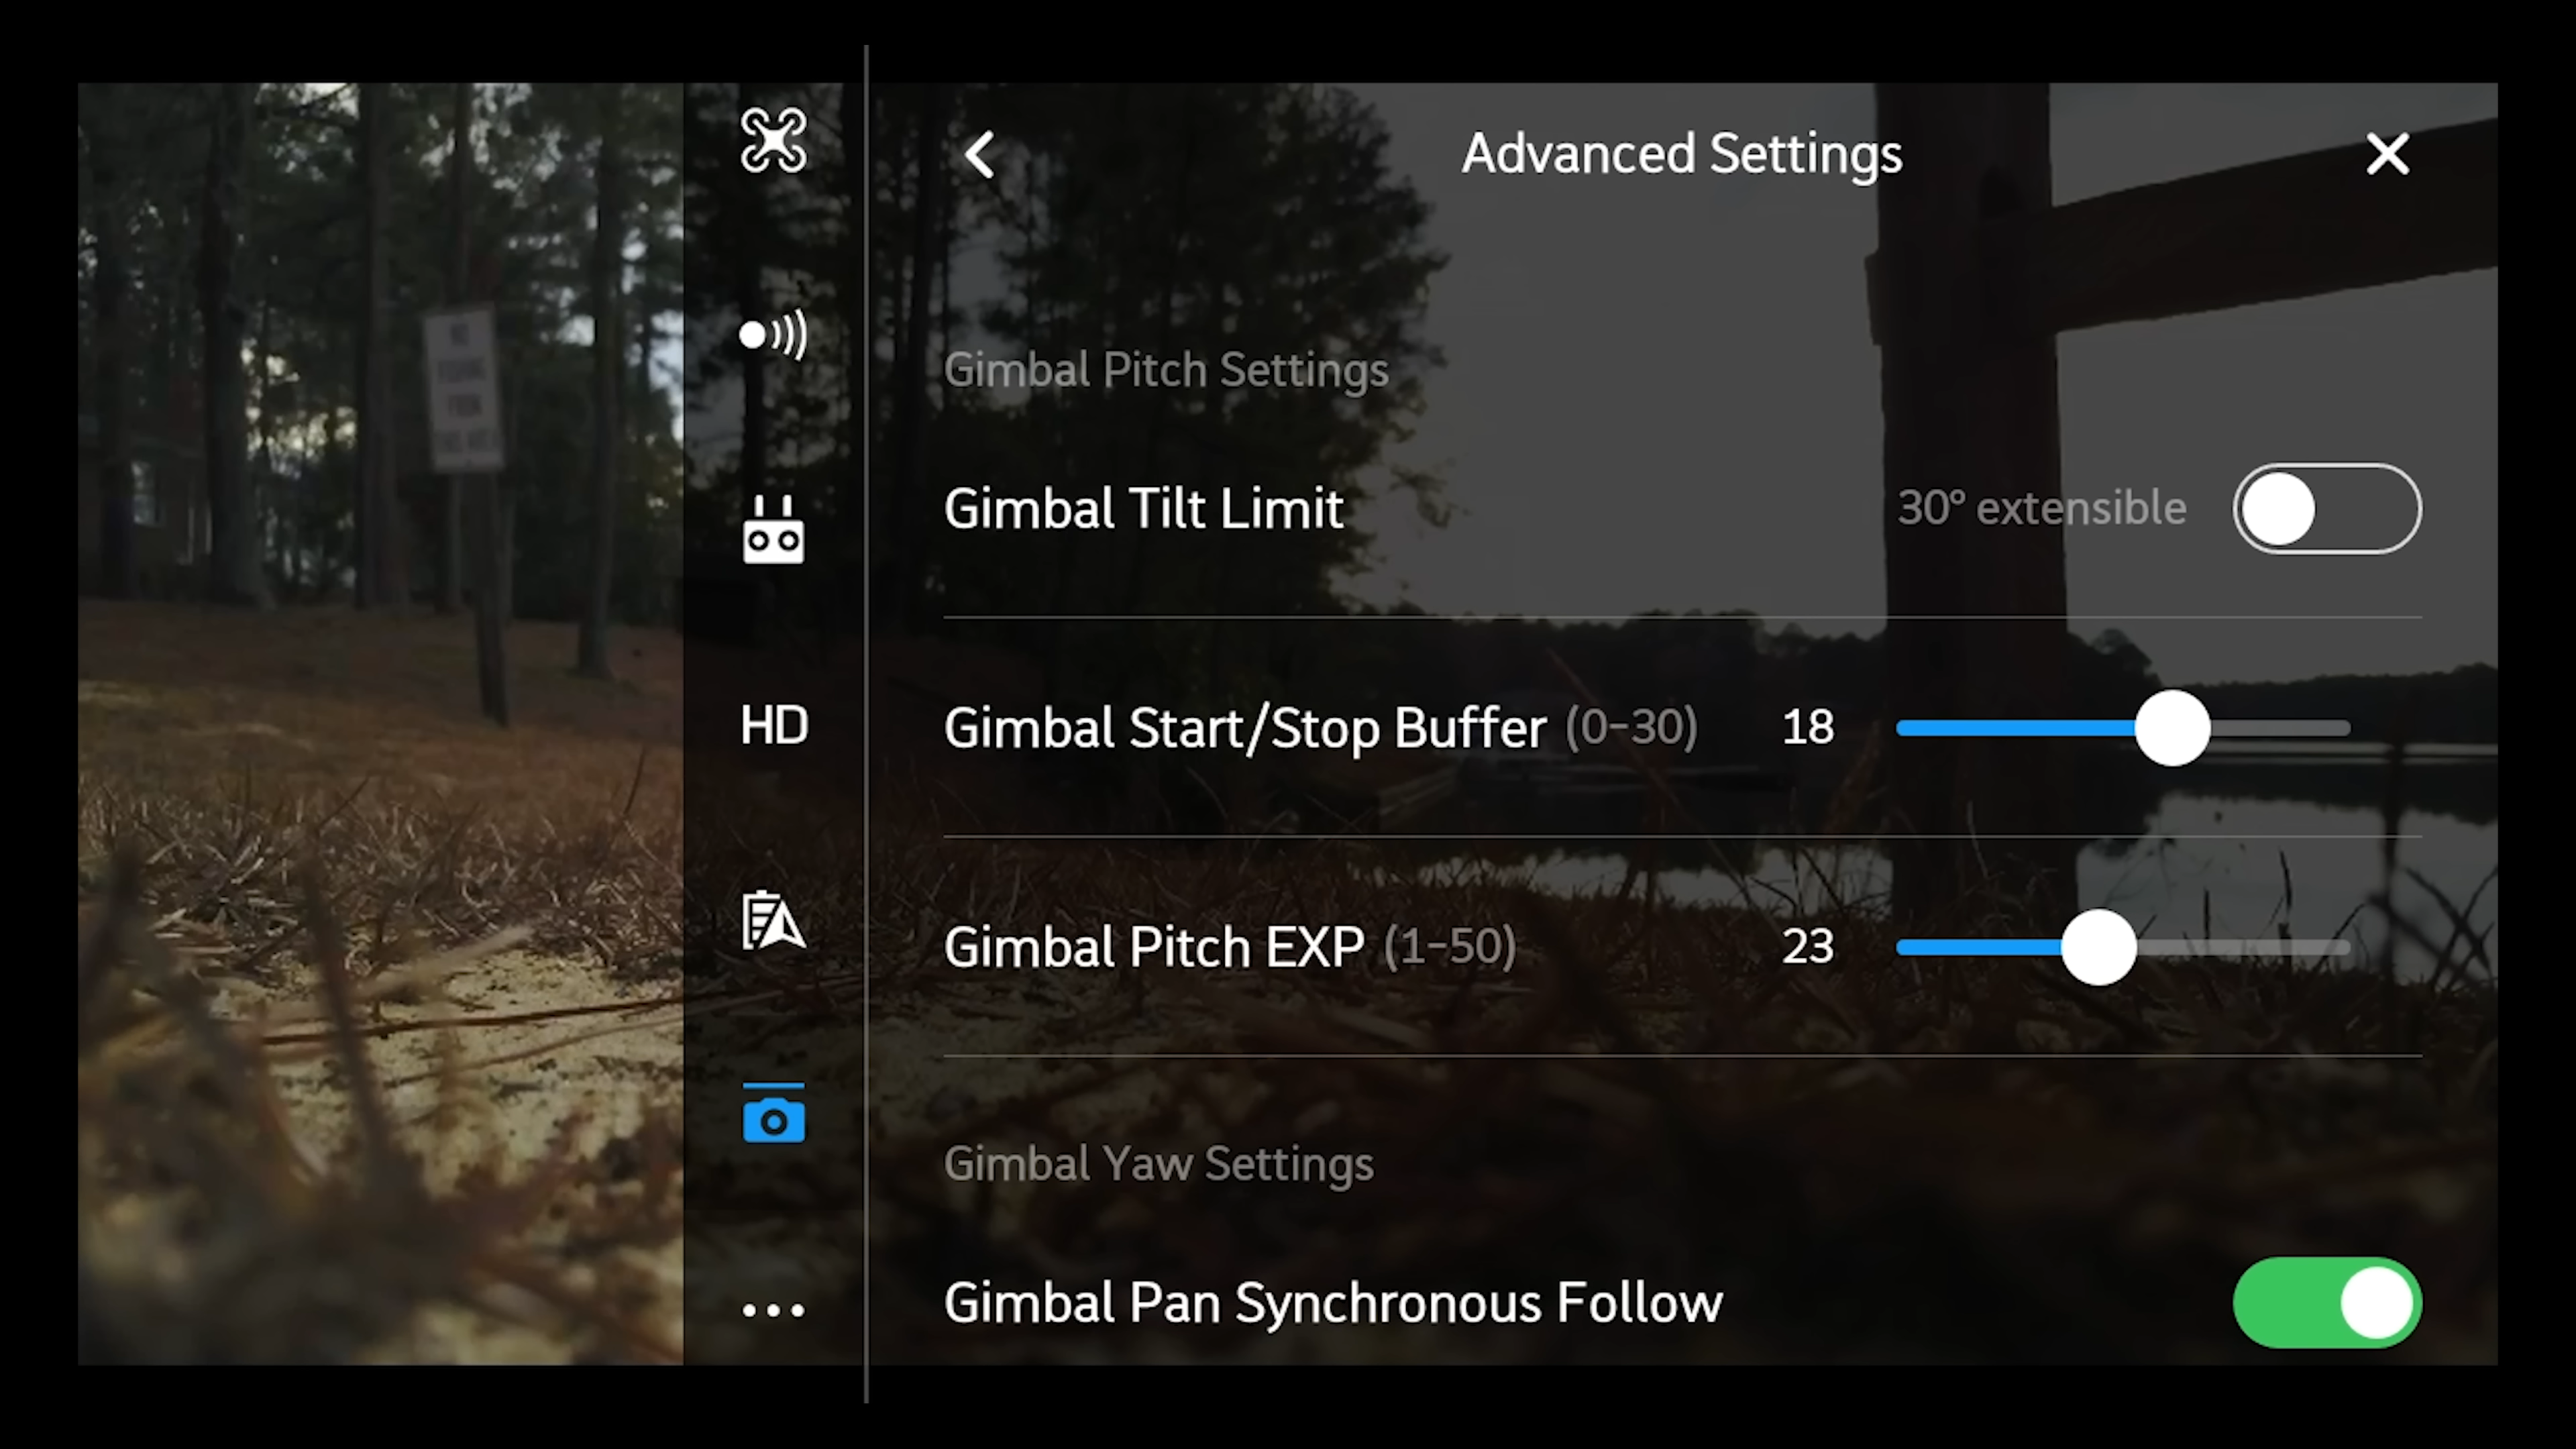 Advanced Settings
Gimbal Pitch Settings
Gimbal Tilt Limit 30° extensible
Gimbal Start/Stop Buffer (0-30) 18
HD
Gimbal Pitch EXP (1-50) 23
Gimbal Yaw Settings
Gimbal Pan Synchronous Follow